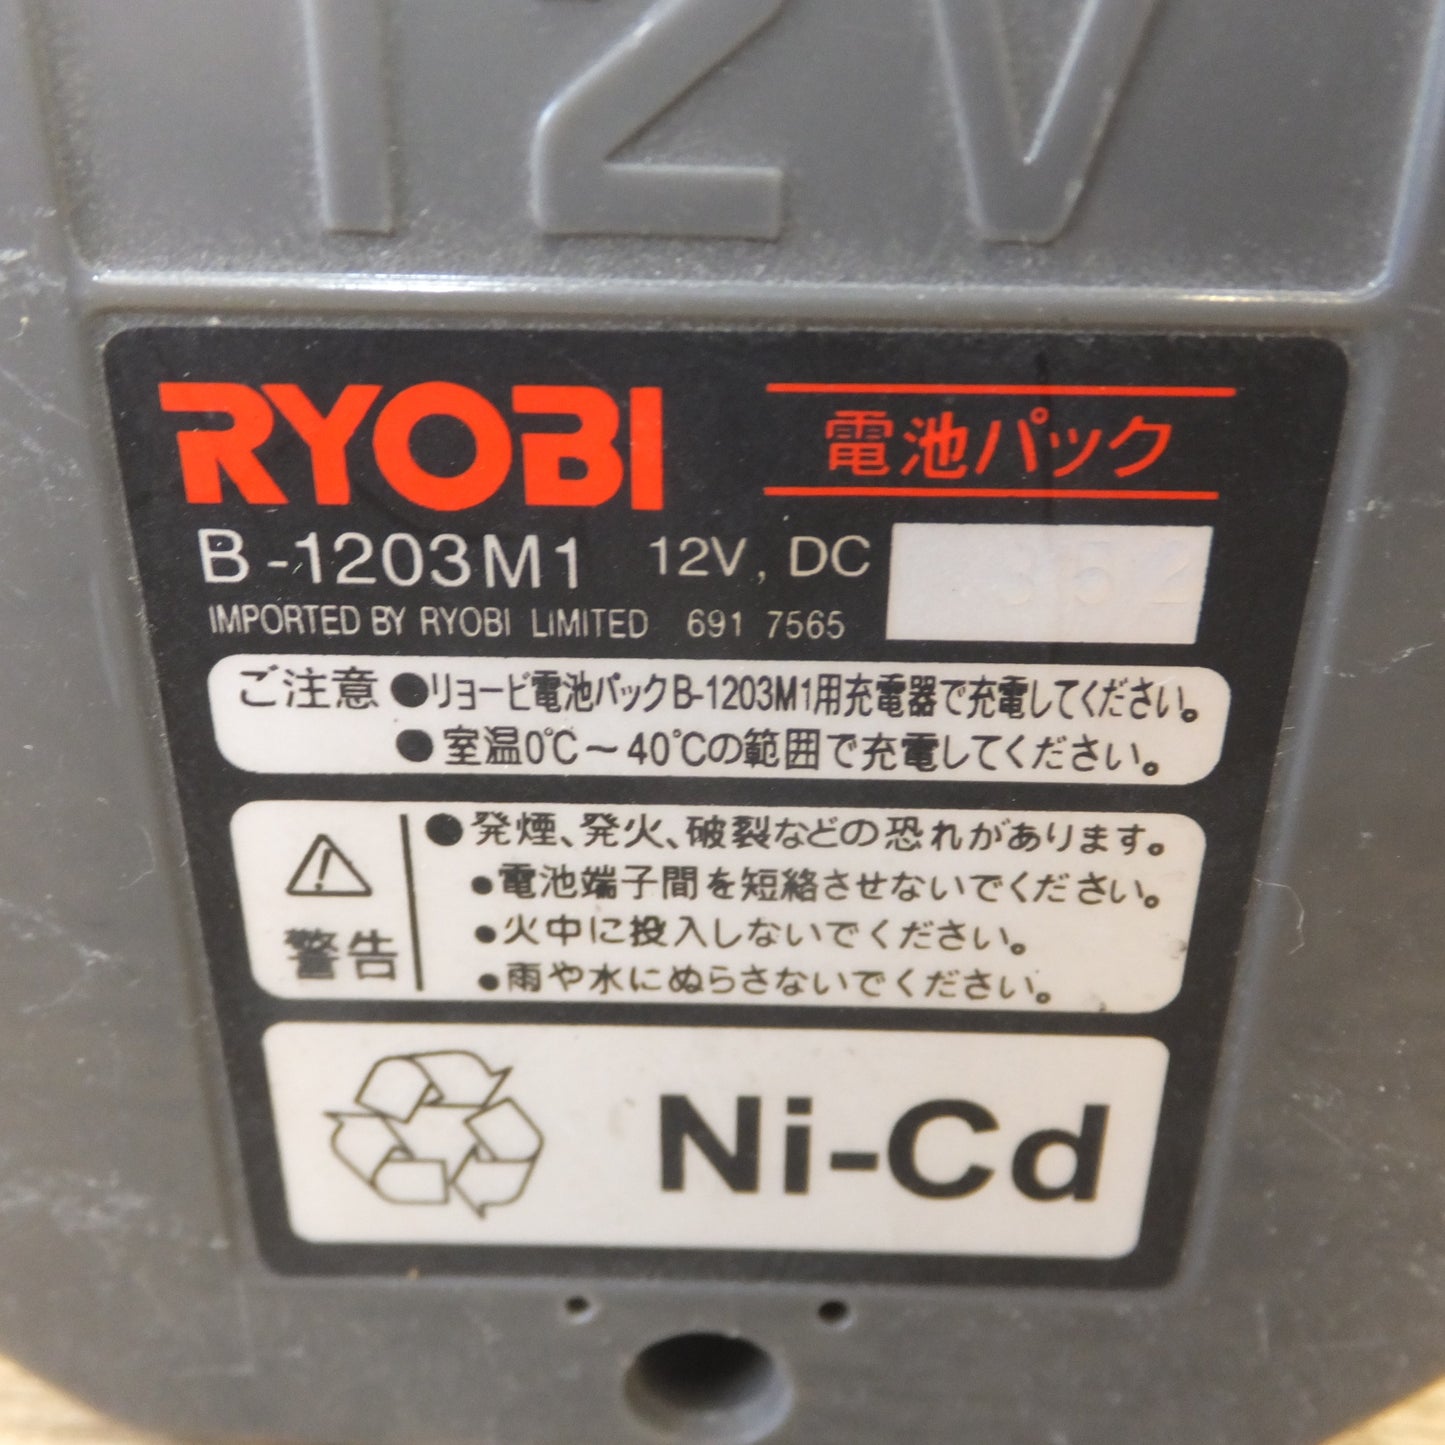 12V
RYOBI 電池パック
B-1203M1 12V, DC 352
IMPORTED BY RYOBI LIMITED 691 7565
ご注意 ●リョービ電池パックB-1203M1用充電器で充電してください。
●室温0℃～40℃の範囲で充電してください。
●発煙、発火、破裂などの恐れがあります。
•電池端子間を短絡させないでください。
•火中に投入しないでください。
警告
•雨や水にぬらさないでください。
Ni-Cd